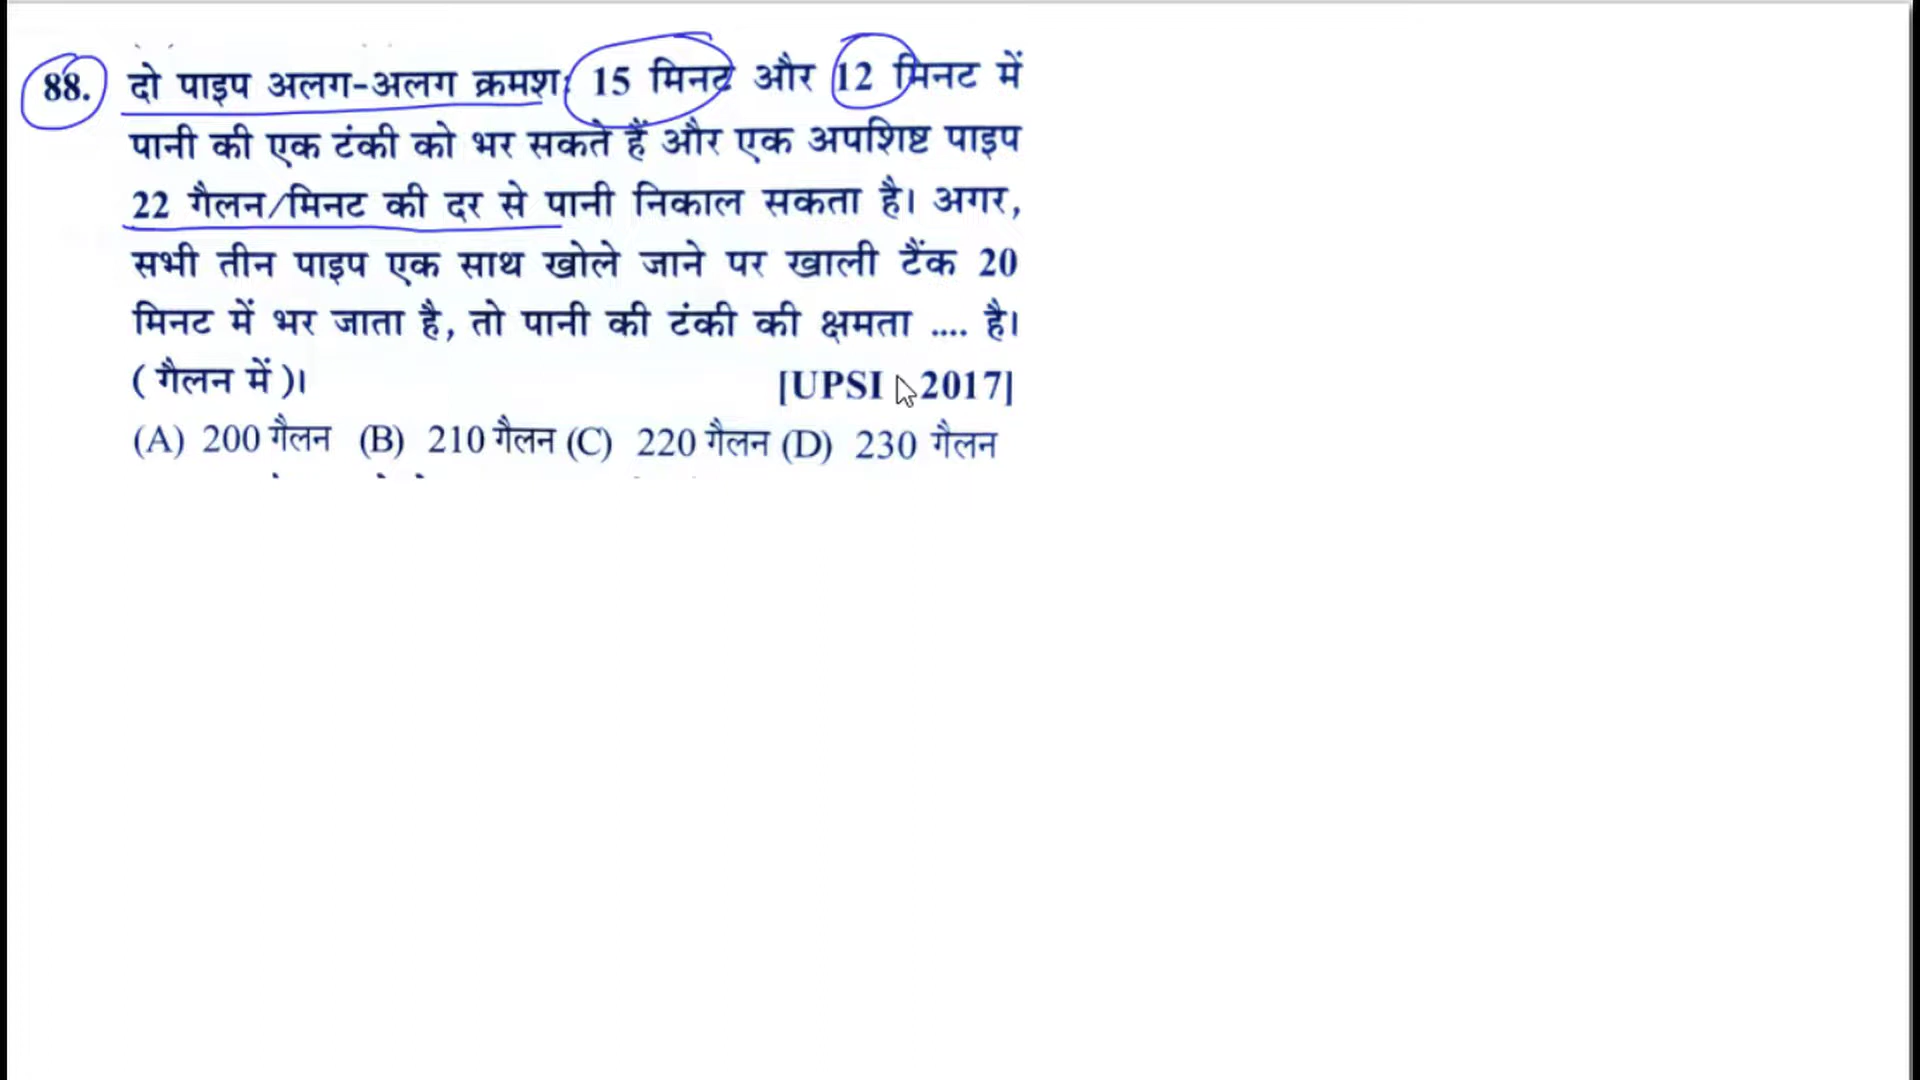 88. दो पाइप अलग-अलग क्रमशः 15 मिनट और 12 मिनट में
पानी की एक टंकी को भर सकते हैं और एक अपशिष्ट पाइप
22 गैलन/मिनट की दर से पानी निकाल सकता है। अगर,
सभी तीन पाइप एक साथ खोले जाने पर खाली टैंक 20
मिनट में भर जाता है, तो पानी की टंकी की क्षमता .... है।
(गैलन में)। [UPSI 2017]
(A) 200 गैलन (B) 210 गैलन (C) 220 गैलन (D) 230 गैलन